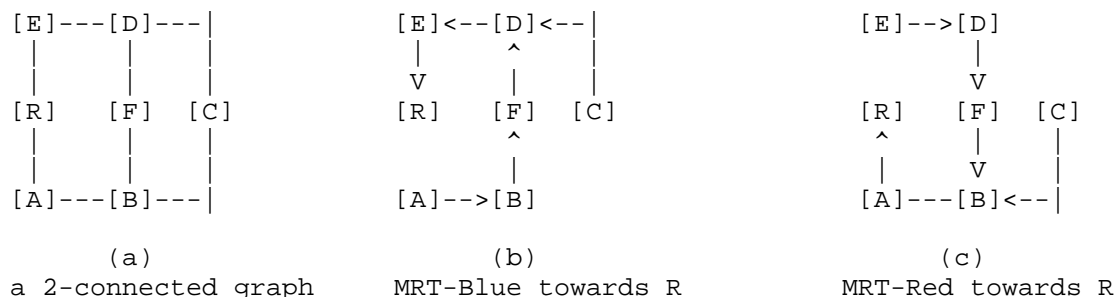 [E]---[D]---|           [E]<--[D]<--|                [E]-->[D]
 |     |    |            |     ^    |                       |
 |     |    |            V     |    |                       V
[R]   [F]  [C]          [R]   [F]  [C]               [R]   [F]  [C]
 |     |    |                  ^                      ^     |    |
 |     |    |                  |                      |     V    |
[A]---[B]---|           [A]-->[B]                    [A]---[B]<--|
(a)                     (b)                     (c)
a 2-connected graph     MRT-Blue towards R          MRT-Red towards R